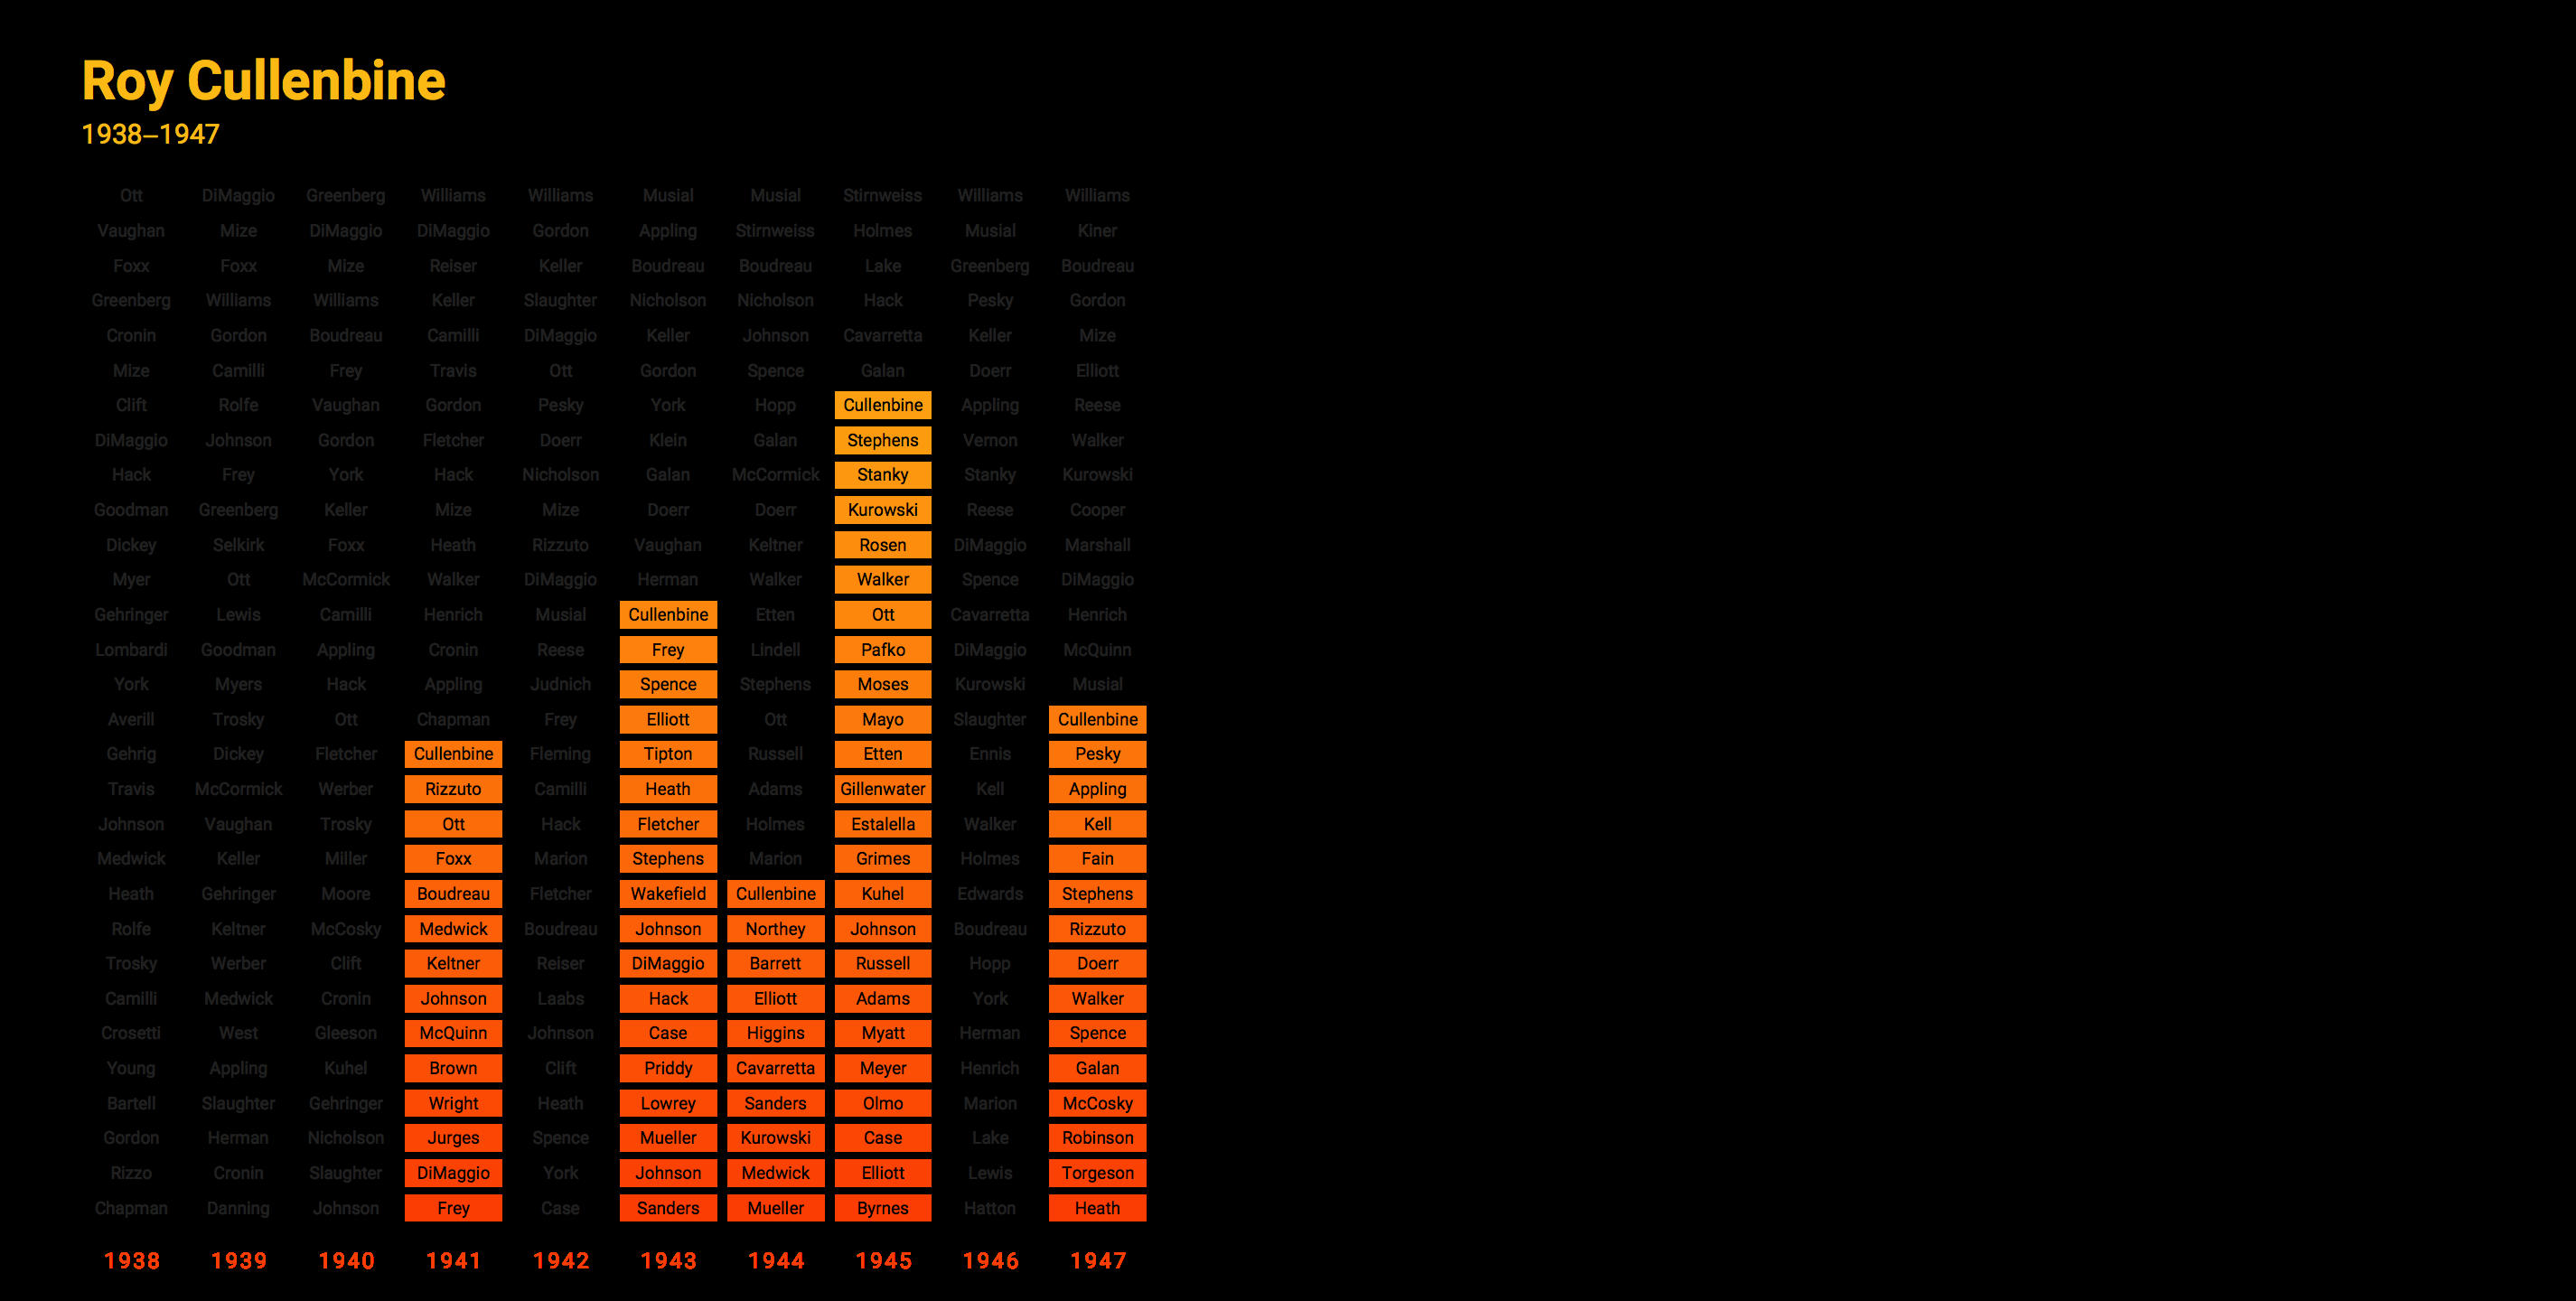 Roy Cullenbine
1938–1947
Ott DiMaggio Greenberg Williams Williams Musial Musial Stirnweiss Williams Williams
Vaughan Mize DiMaggio DiMaggio Gordon Appling Stirnweiss Holmes Musial Kiner
Foxx Foxx Mize Reiser Keller Boudreau Boudreau Lake Greenberg Boudreau
Greenberg Williams Williams Keller Slaughter Nicholson Nicholson Hack Pesky Gordon
Cronin Gordon Boudreau Camilli DiMaggio Keller Johnson Cavarretta Keller Mize
Mize Camilli Frey Travis Ott Gordon Spence Galan Doerr Elliott
Clift Rolfe Vaughan Gordon Pesky York Hopp Cullenbine Appling Reese
DiMaggio Johnson Gordon Fletcher Doerr Klein Galan Stephens Vernon Walker
Hack Frey York Hack Nicholson Galan McCormick Stanky Stanky Kurowski
Goodman Greenberg Keller Mize Mize Doerr Doerr Kurowski Reese Cooper
Dickey Selkirk Foxx Heath Rizzuto Vaughan Keltner Rosen DiMaggio Marshall
Myer Ott McCormick Walker DiMaggio Herman Walker Walker Spence DiMaggio
Gehringer Lewis Camilli Henrich Musial Cullenbine Etten Ott Cavarretta Henrich
Lombardi Goodman Appling Cronin Reese Frey Lindell Pafko DiMaggio McQuinn
York Myers Hack Appling Judnich Spence Stephens Moses Kurowski Musial
Averill Trosky Ott Chapman Frey Elliott Ott Mayo Slaughter Cullenbine
Gehrig Dickey Fletcher Cullenbine Fleming Tipton Russell Etten Ennis Pesky
Travis McCormick Werber Rizzuto Camilli Heath Adams Gillenwater Kell Appling
Johnson Vaughan Trosky Ott Hack Fletcher Holmes Estalella Walker Kell
Medwick Keller Miller Foxx Marion Stephens Marion Grimes Holmes Fain
Heath Gehringer Moore Boudreau Fletcher Wakefield Cullenbine Kuhel Edwards Stephens
Rolfe Keltner McCosky Medwick Boudreau Johnson Northey Johnson Boudreau Rizzuto
Trosky Werber Clift Keltner Reiser DiMaggio Barrett Russell Hopp Doerr
Camilli Medwick Cronin Johnson Laabs Hack Elliott Adams York Walker
Crosetti West Gleeson McQuinn Johnson Case Higgins Myatt Herman Spence
Young Appling Kuhel Brown Clift Priddy Cavarretta Meyer Henrich Galan
Bartell Slaughter Gehringer Wright Heath Lowrey Sanders Olmo Marion McCosky
Gordon Herman Nicholson Jurges Spence Mueller Kurowski Case Lake Robinson
Rizzo Cronin Slaughter DiMaggio York Johnson Medwick Elliott Lewis Torgeson
Chapman Danning Johnson Frey Case Sanders Mueller Byrnes Hatton Heath
1938 1939 1940 1941 1942 1943 1944 1945 1946 1947